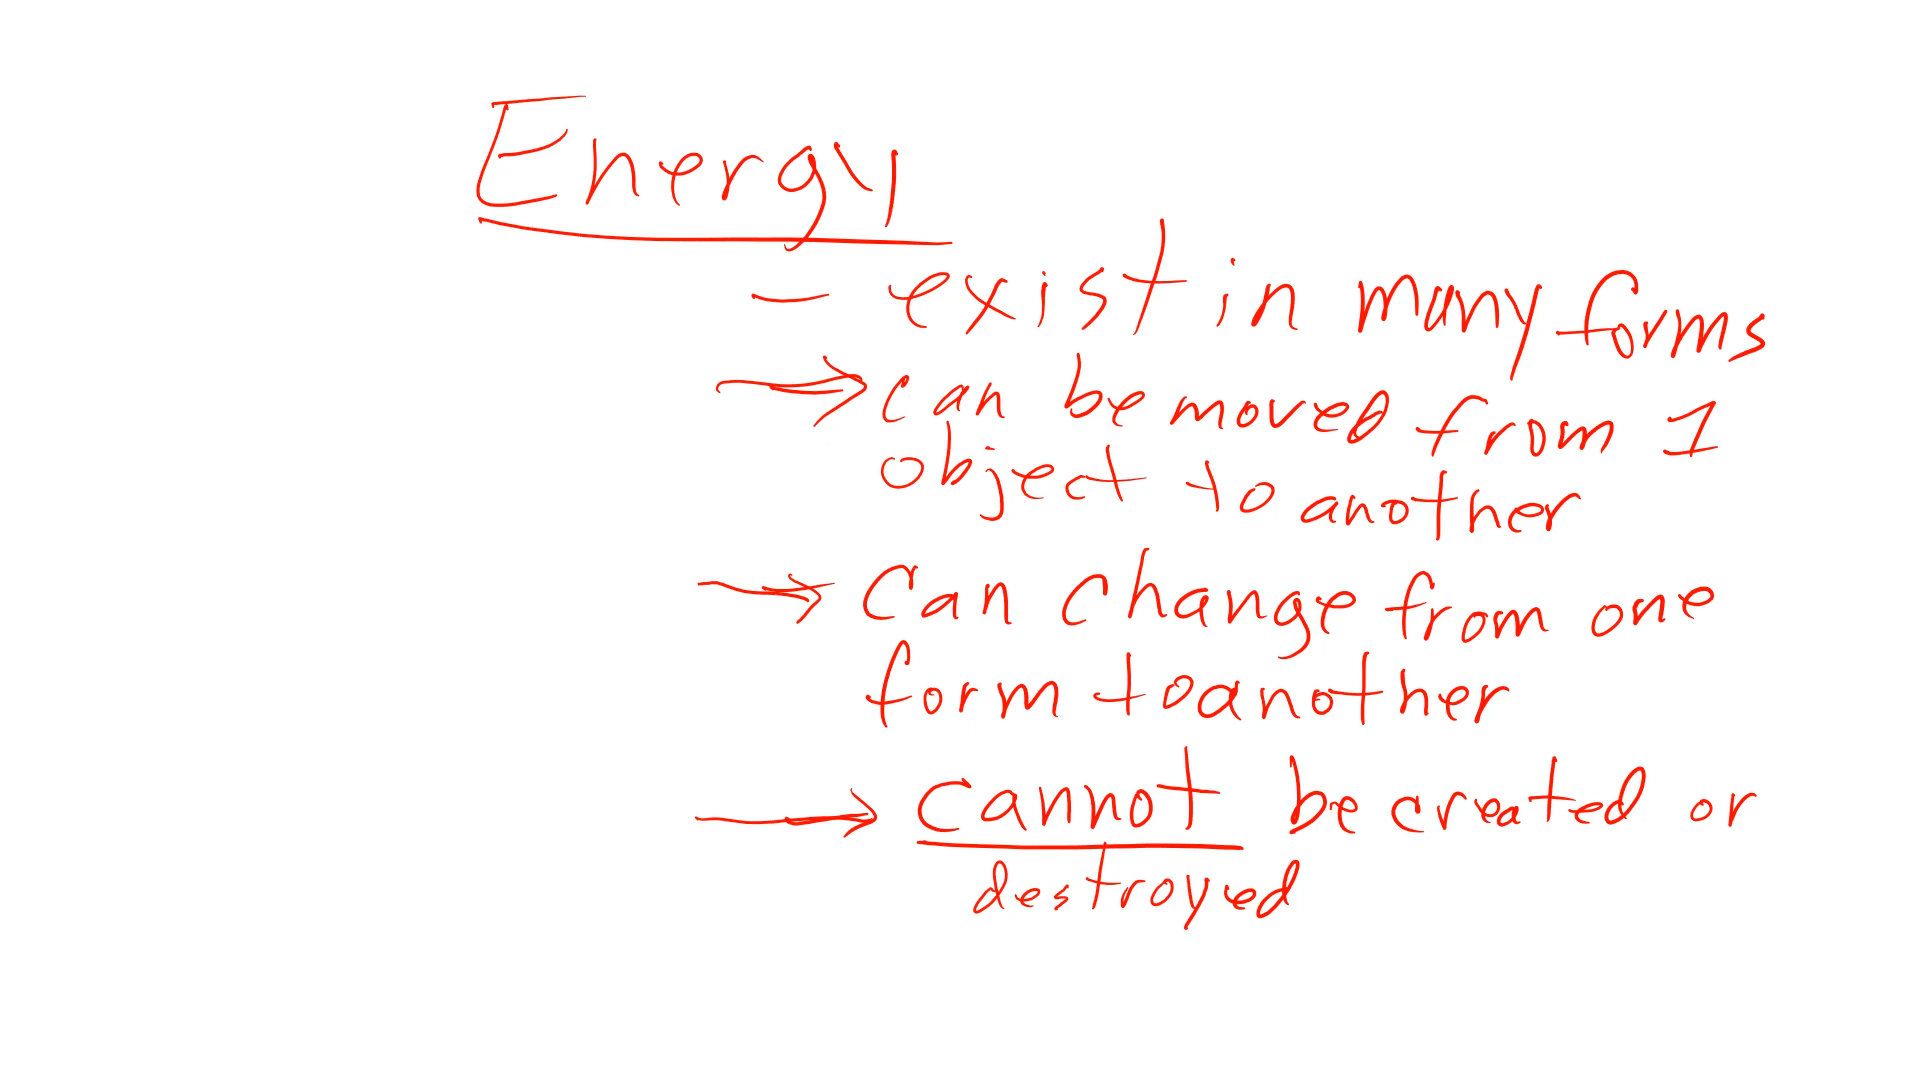 Energy
- exist in many forms
→ can be moved from 1
object to another
→ Can change from one
form to another
→ cannot be created or
destroyed